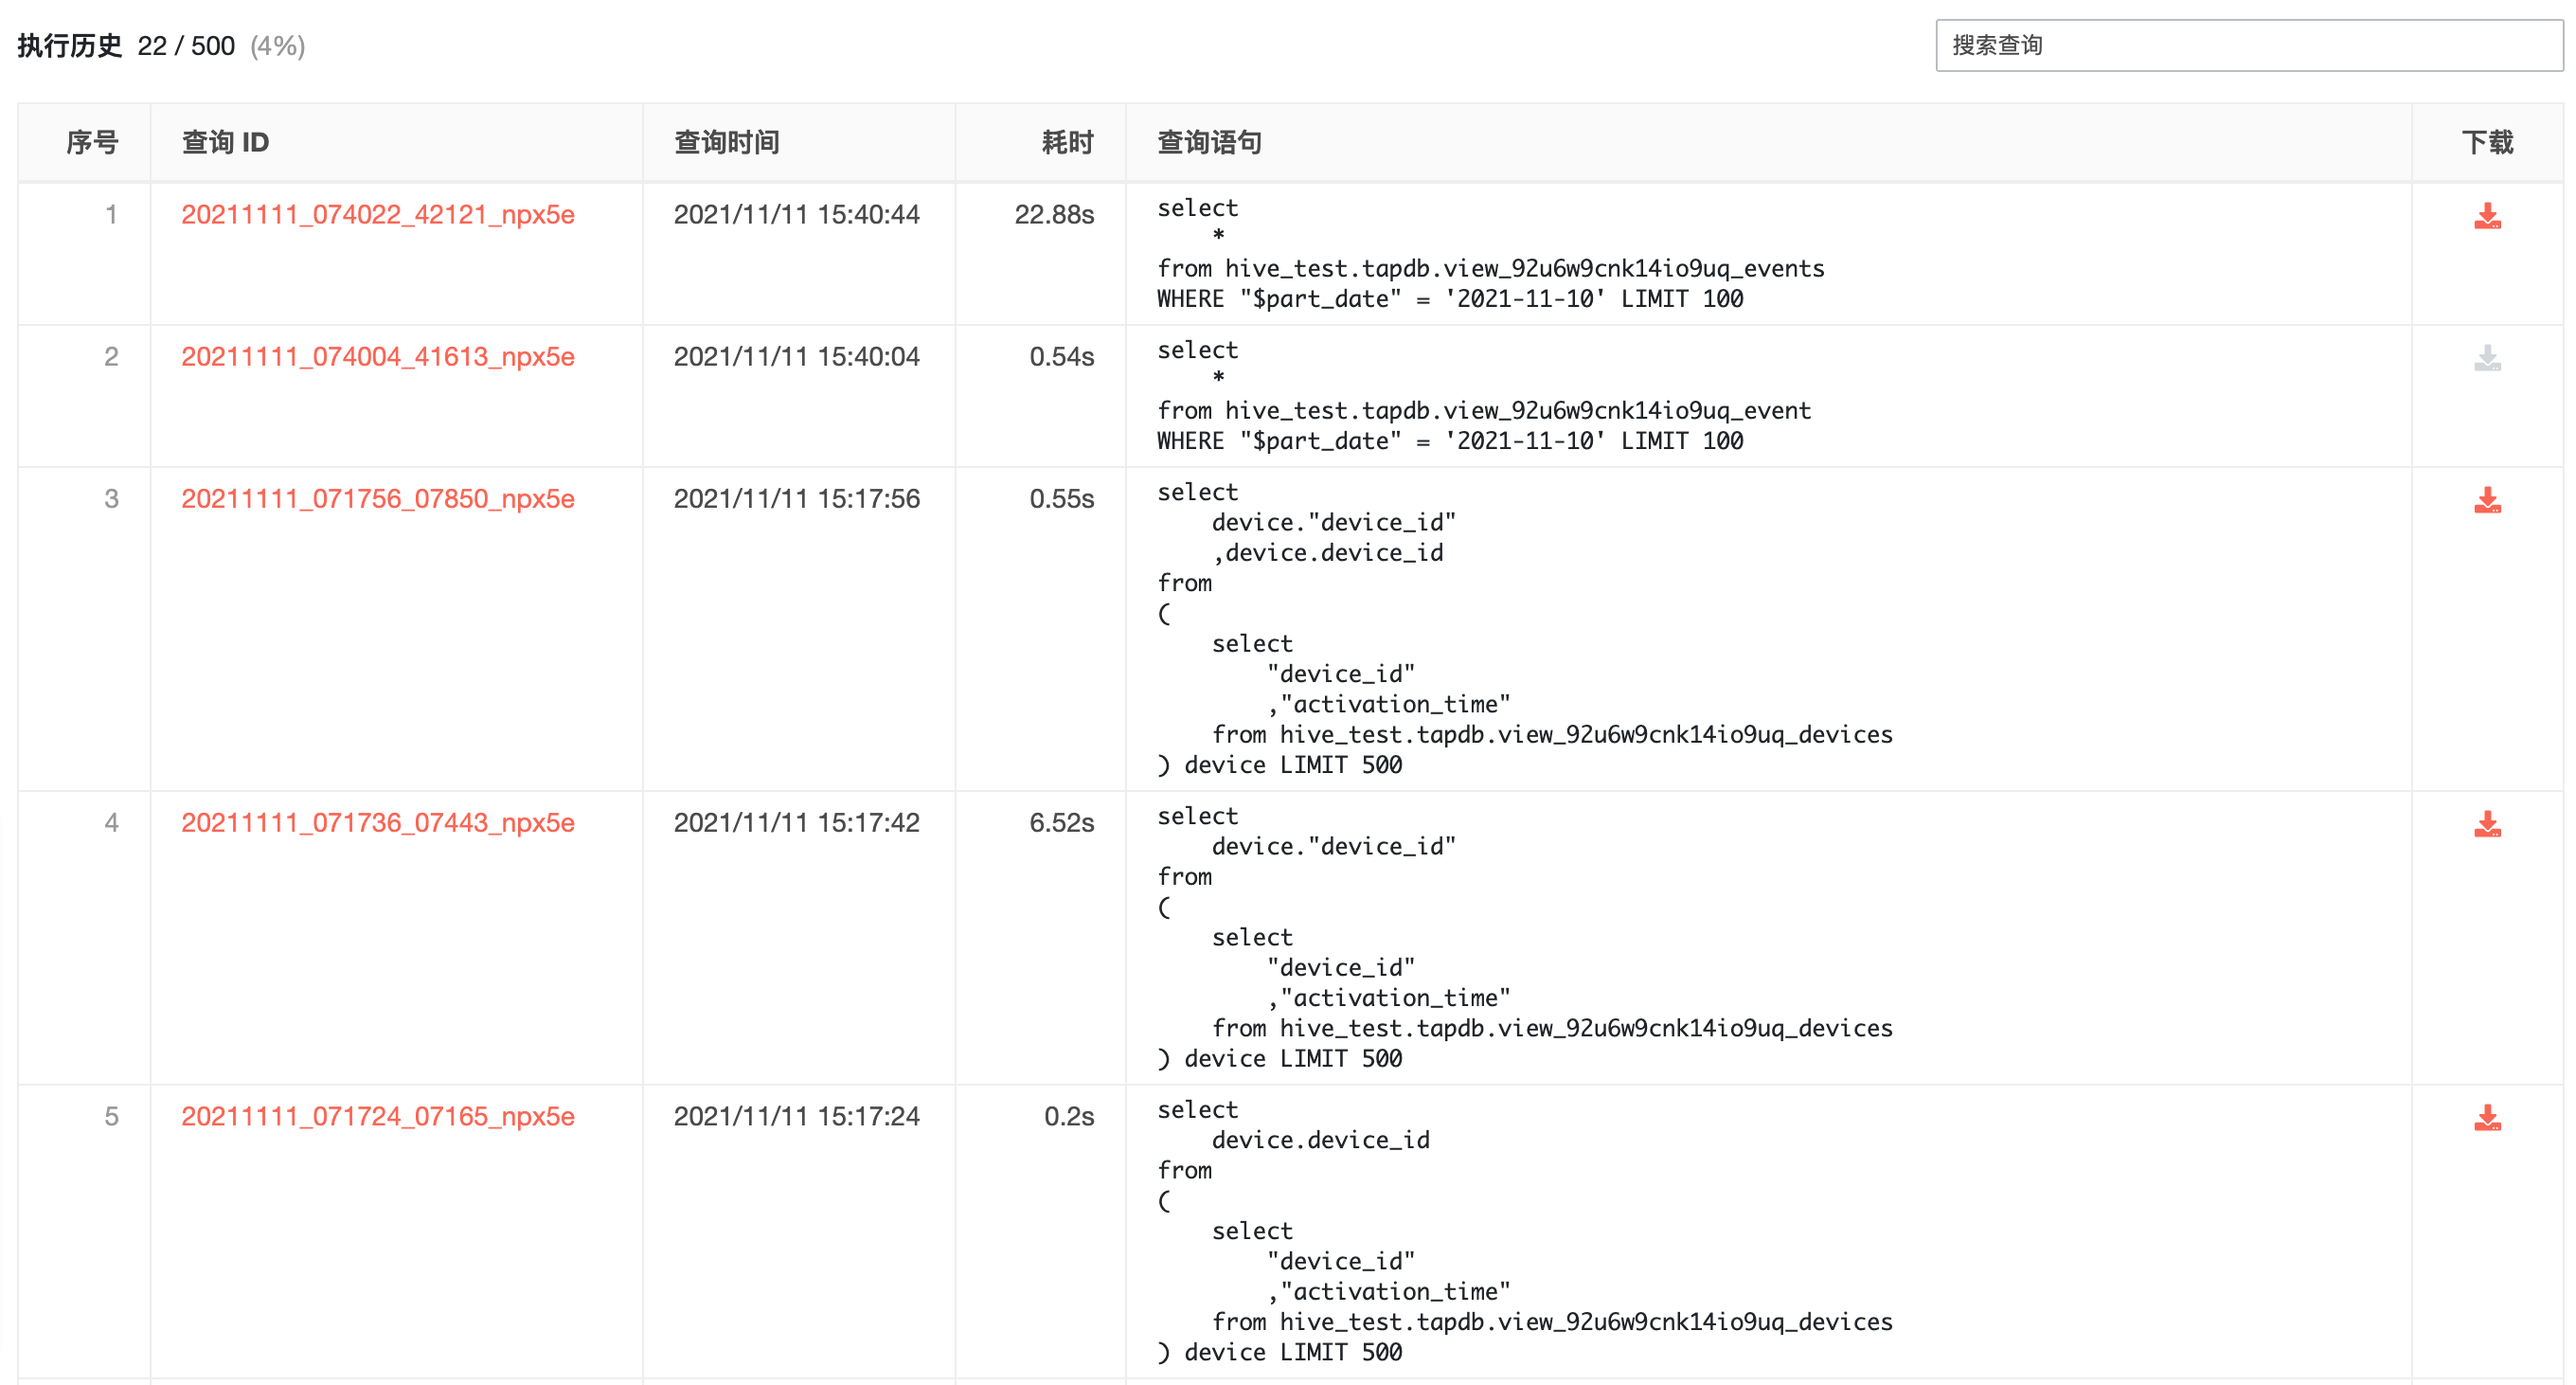 执行历史 22 / 500 (4%)
搜索查询
序号 查询 ID 查询时间 耗时 查询语句 下载
1 20211111_074022_42121_npx5e 2021/11/11 15:40:44 22.88s select
*
from hive_test.tapdb.view_92u6w9cnk14io9uq_events
WHERE "$part_date" = '2021-11-10' LIMIT 100
2 20211111_074004_41613_npx5e 2021/11/11 15:40:04 0.54s select
*
from hive_test.tapdb.view_92u6w9cnk14io9uq_event
WHERE "$part_date" = '2021-11-10' LIMIT 100
3 20211111_071756_07850_npx5e 2021/11/11 15:17:56 0.55s select
device."device_id"
,device.device_id
from
(
select
"device_id"
,"activation_time"
from hive_test.tapdb.view_92u6w9cnk14io9uq_devices
) device LIMIT 500
4 20211111_071736_07443_npx5e 2021/11/11 15:17:42 6.52s select
device."device_id"
from
(
select
"device_id"
,"activation_time"
from hive_test.tapdb.view_92u6w9cnk14io9uq_devices
) device LIMIT 500
5 20211111_071724_07165_npx5e 2021/11/11 15:17:24 0.2s select
device.device_id
from
(
select
"device_id"
,"activation_time"
from hive_test.tapdb.view_92u6w9cnk14io9uq_devices
) device LIMIT 500